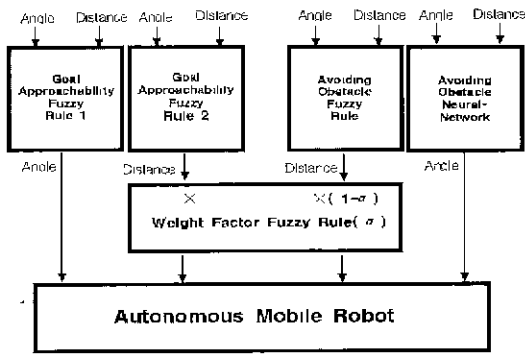 Angle Distance Angle Distance Angle Distance Angle Distance
Goal
Approachability
Fuzzy
Rule 1
Goal
Approachability
Fuzzy
Rule 2
Avoiding
Obstacle
Fuzzy
Rule
Avoiding
Obstacle
Neural-
Network
Angle Distance Distance Angle
× ×( 1-σ)
Weight Factor Fuzzy Rule( σ )
Autonomous Mobile Robot